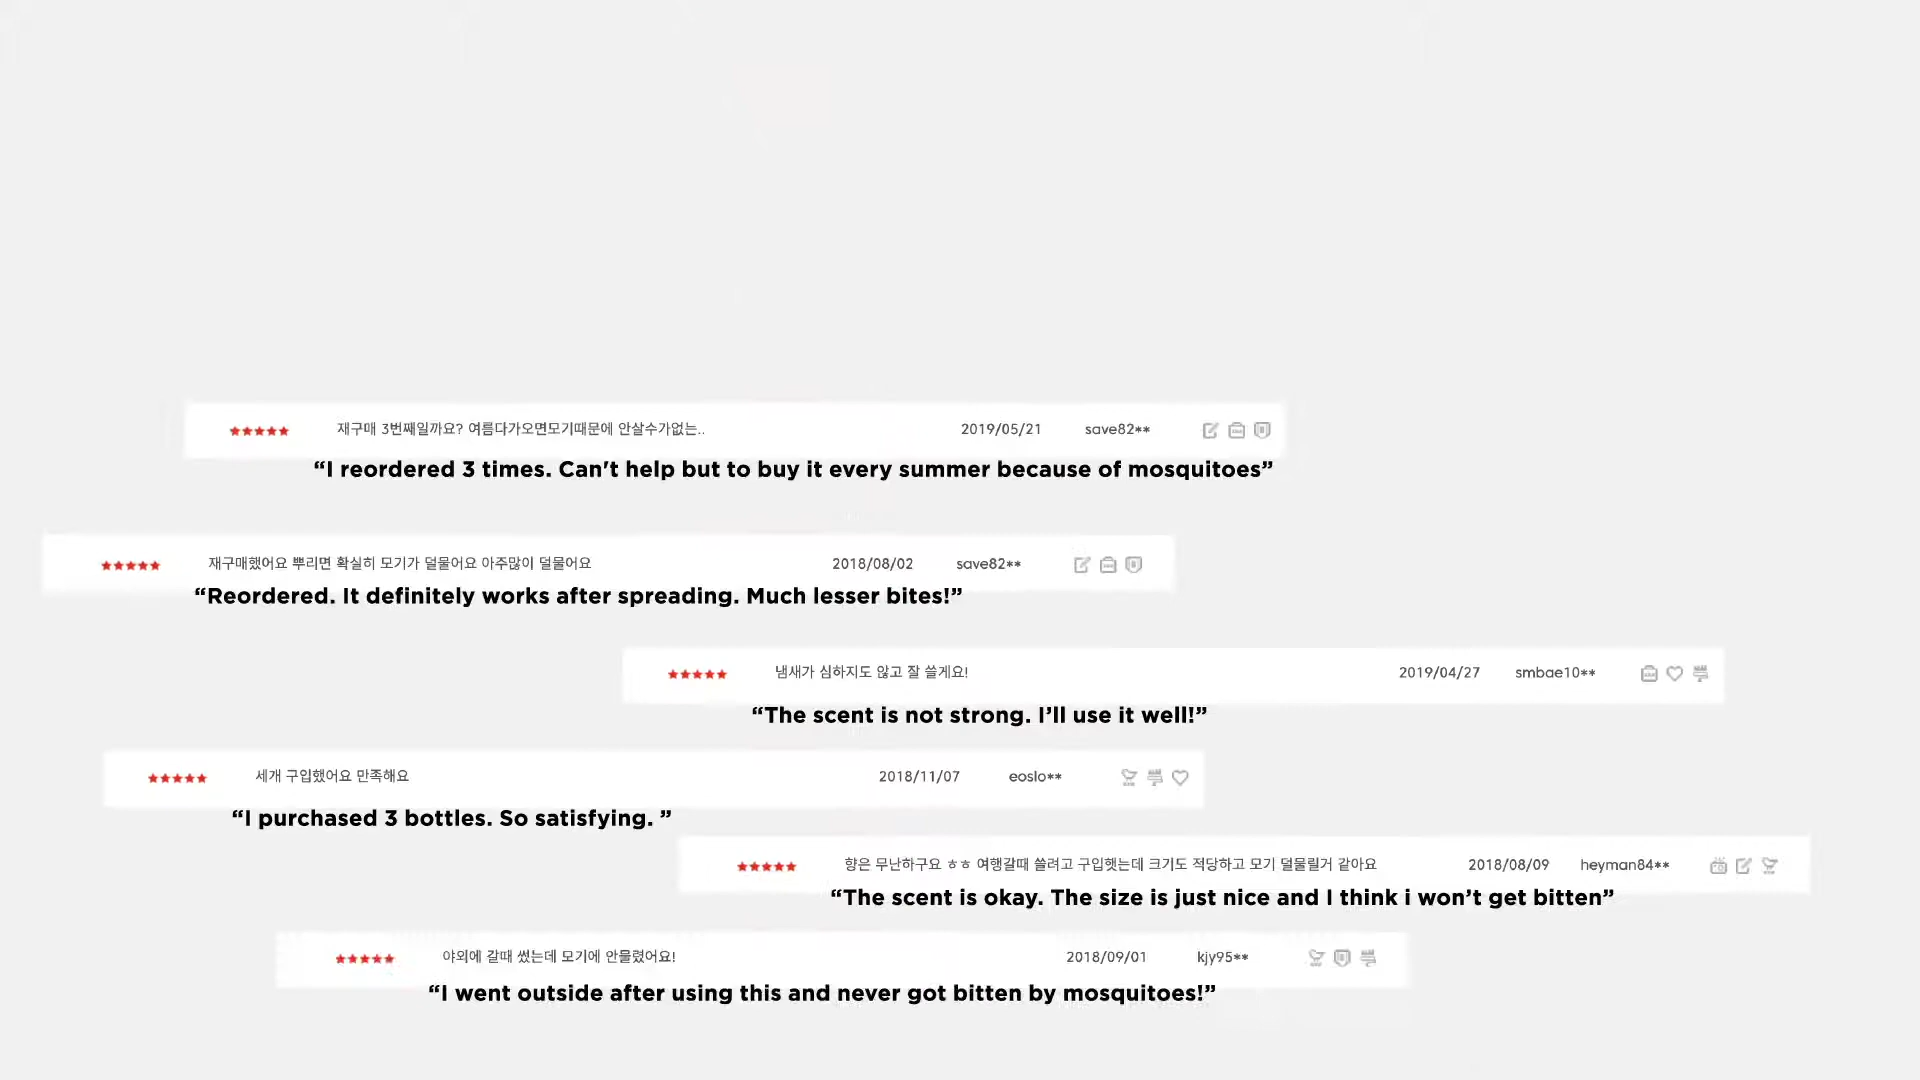 ★★★★★ 재구매 3번째일까요? 여름다가오면모기때문에 안살수가없는.. 2019/05/21 save82**
“I reordered 3 times. Can't help but to buy it every summer because of mosquitoes”
★★★★★ 재구매했어요 뿌리면 확실히 모기가 덜물어요 아주많이 덜물어요 2018/08/02 save82**
“Reordered. It definitely works after spreading. Much lesser bites!”
★★★★★ 냄새가 심하지도 않고 잘 쓸게요! 2019/04/27 smbae10**
“The scent is not strong. I’ll use it well!”
★★★★★ 세개 구입했어요 만족해요 2018/11/07 eoslo**
“I purchased 3 bottles. So satisfying. ”
★★★★★ 향은 무난하구요 ㅎㅎ 여행갈때 쓸려고 구입헷는데 크기도 적당하고 모기 덜물릴거 같아요 2018/08/09 heyman84**
“The scent is okay. The size is just nice and I think i won’t get bitten”
★★★★★ 야외에 갈때 썼는데 모기에 안물렸어요! 2018/09/01 kjy95**
“I went outside after using this and never got bitten by mosquitoes!”